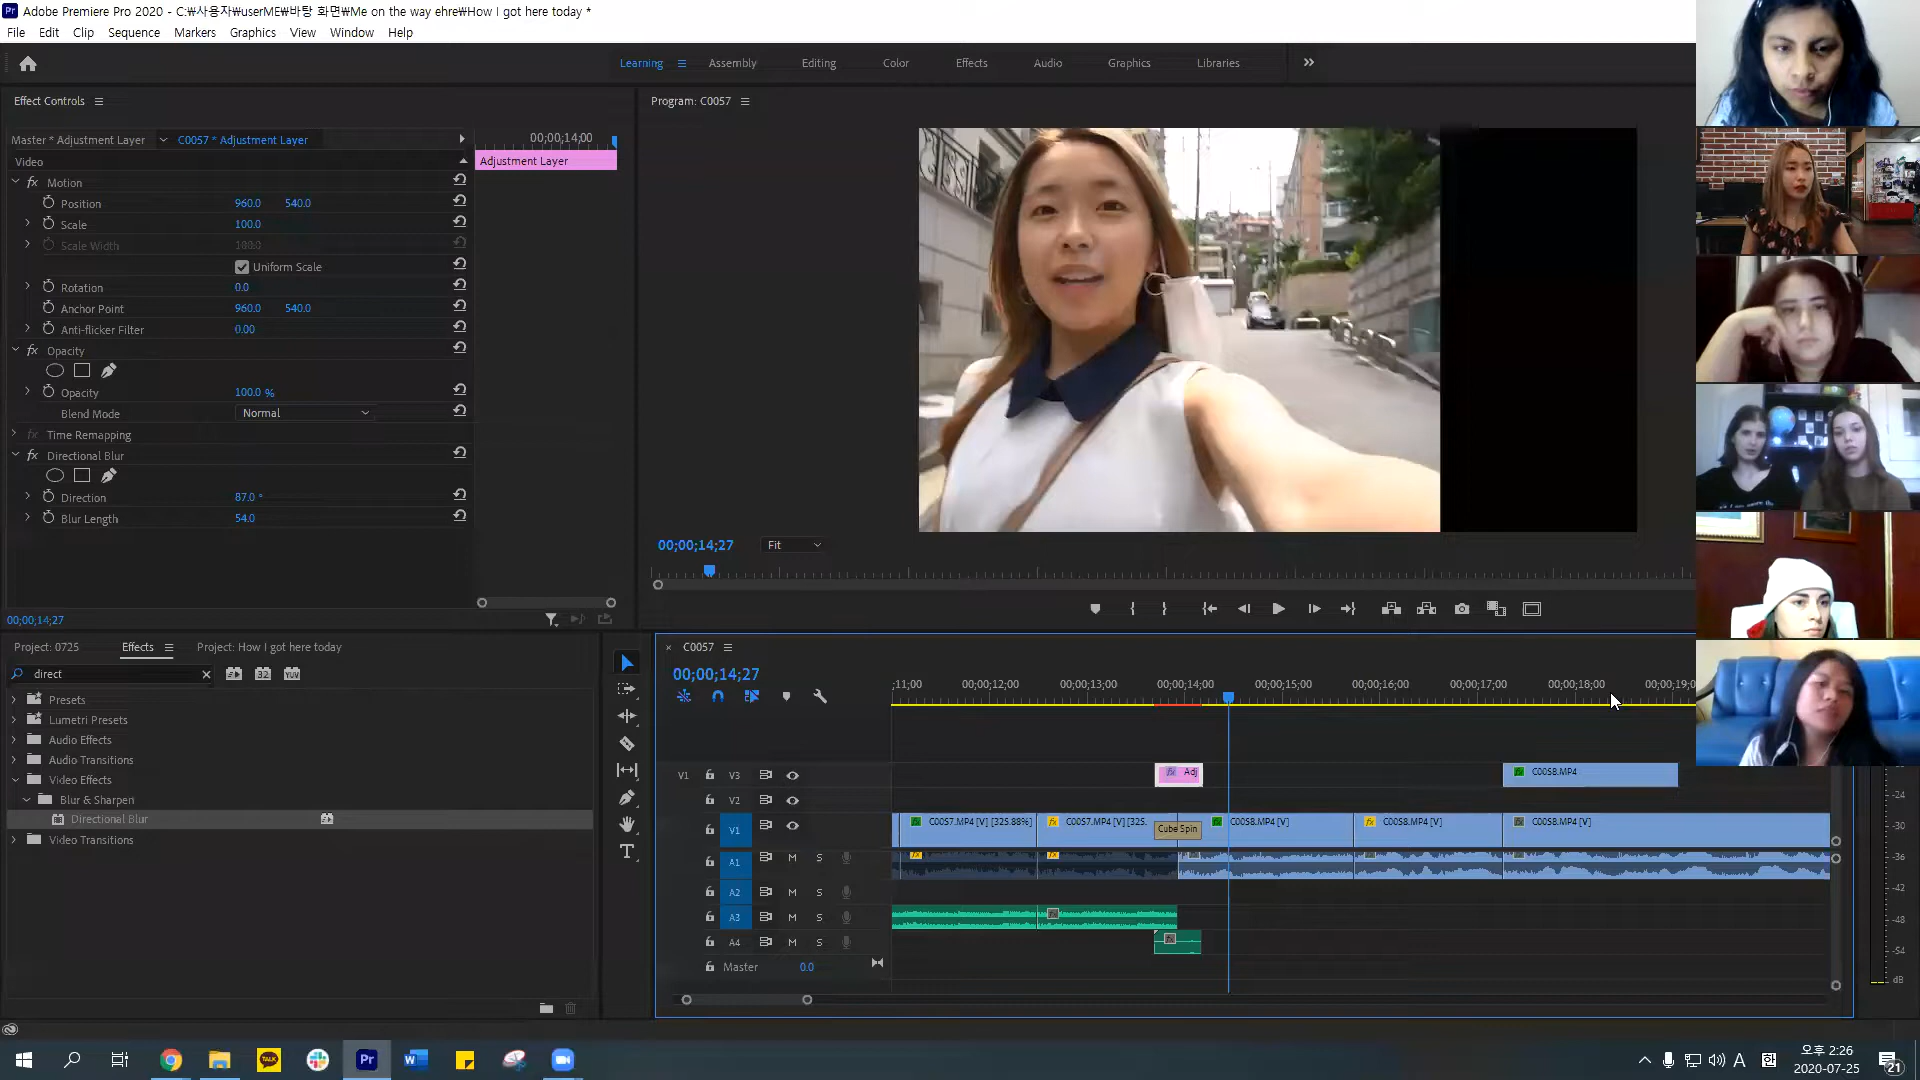 Adobe Premiere Pro 2020 - C:₩사용자₩userME₩바탕 화면₩Me on the way ehre₩How I got here today *
File Edit Clip Sequence Markers Graphics View Window Help
Learning Assembly Editing Color Effects Audio Graphics Libraries
Effect Controls
Program: C0057
Master * Adjustment Layer C0057 * Adjustment Layer
00;00;14;00
Video
Adjustment Layer
fx Motion
Position 960.0 540.0
Scale 100.0
Scale Width 100.0
Uniform Scale
Rotation 0.0
Anchor Point 960.0 540.0
Anti-flicker Filter 0.00
fx Opacity
Opacity 100.0 %
Blend Mode Normal
fx Time Remapping
fx Directional Blur
Direction 87.0 °
Blur Length 54.0
00;00;14;27
00;00;14;27 Fit
Project: 0725 Effects Project: How I got here today
direct
32 YUV
Presets
Lumetri Presets
Audio Effects
Audio Transitions
Video Effects
Blur & Sharpen
Directional Blur
Video Transitions
C0057
00;00;14;27
;11;00 00;00;12;00 00;00;13;00 00;00;14;00 00;00;15;00 00;00;16;00 00;00;17;00 00;00;18;00 00;00;19;0
V1 V3 fx Adj C0058.MP4
V2
V1 C0057.MP4 [V] [325.88%] C0057.MP4 [V] [325. Cube Spin C0058.MP4 [V] C0058.MP4 [V] C0058.MP4 [V]
A1 M S
A2 M S
A3 M S
A4 M S
Master 0.0
-24
-36
-42
-48
-54
dB
TALK
Pr
A 한
오후 2:26
2020-07-25
21